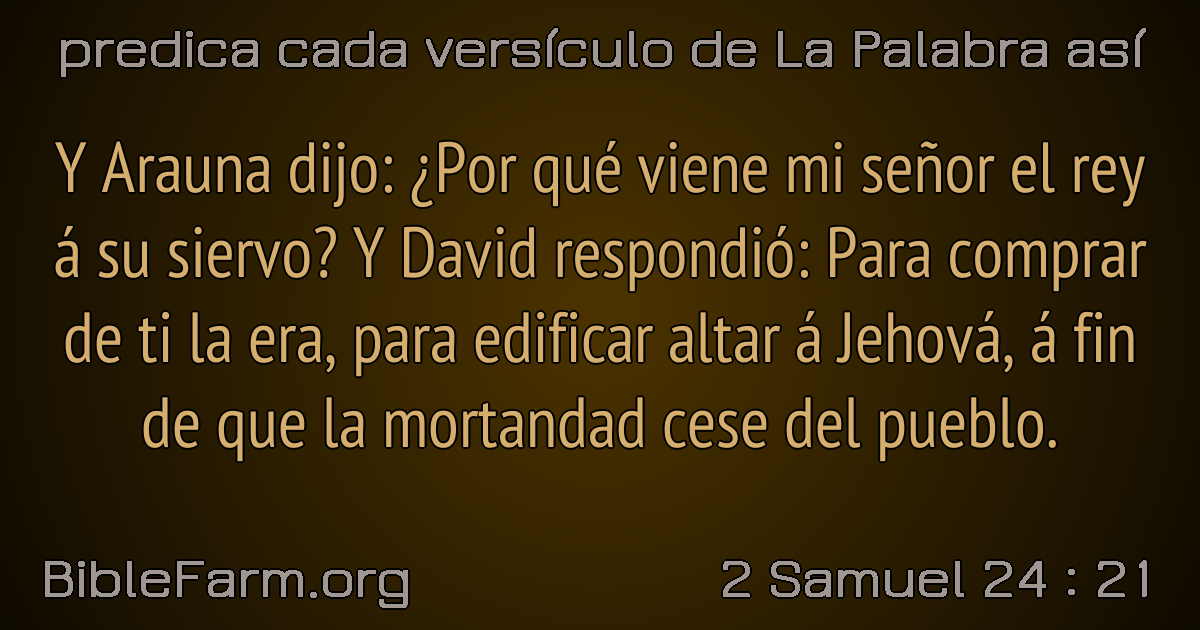 predica cada versículo de La Palabra así
Y Arauna dijo: ¿Por qué viene mi señor el rey
á su siervo? Y David respondió: Para comprar
de ti la era, para edificar altar á Jehová, á fin
de que la mortandad cese del pueblo.
BibleFarm.org
2 Samuel 24 : 21